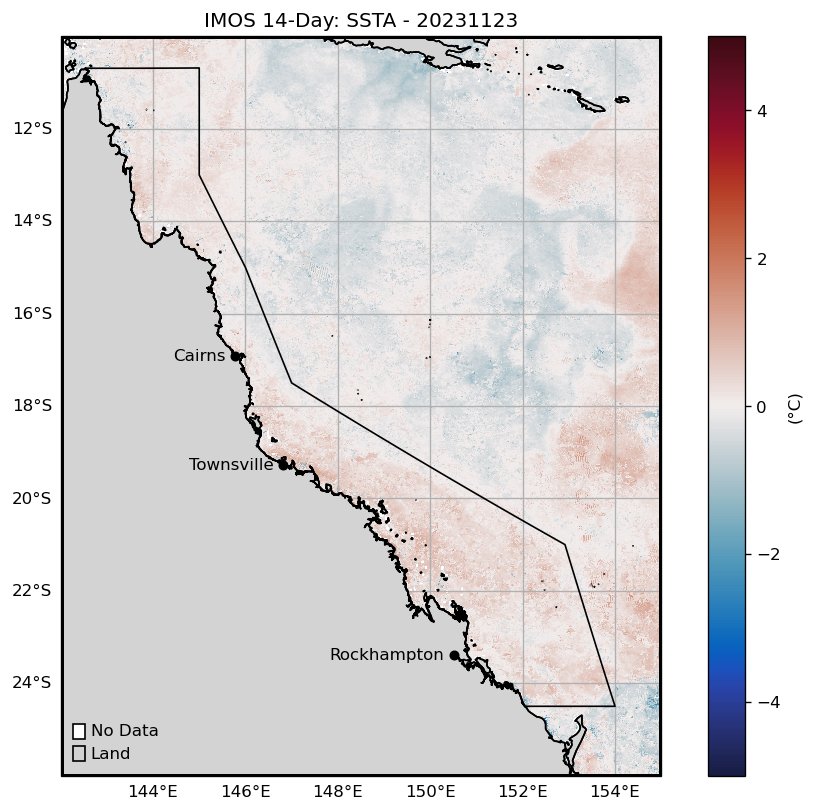 IMOS 14-Day: SSTA - 20231123
12°S
14°S
16°S
18°S
20°S
22°S
24°S
Cairns
Townsville
Rockhampton
No Data
Land
144°E 146°E 148°E 150°E 152°E 154°E
4
2
0
−2
−4
(°C)